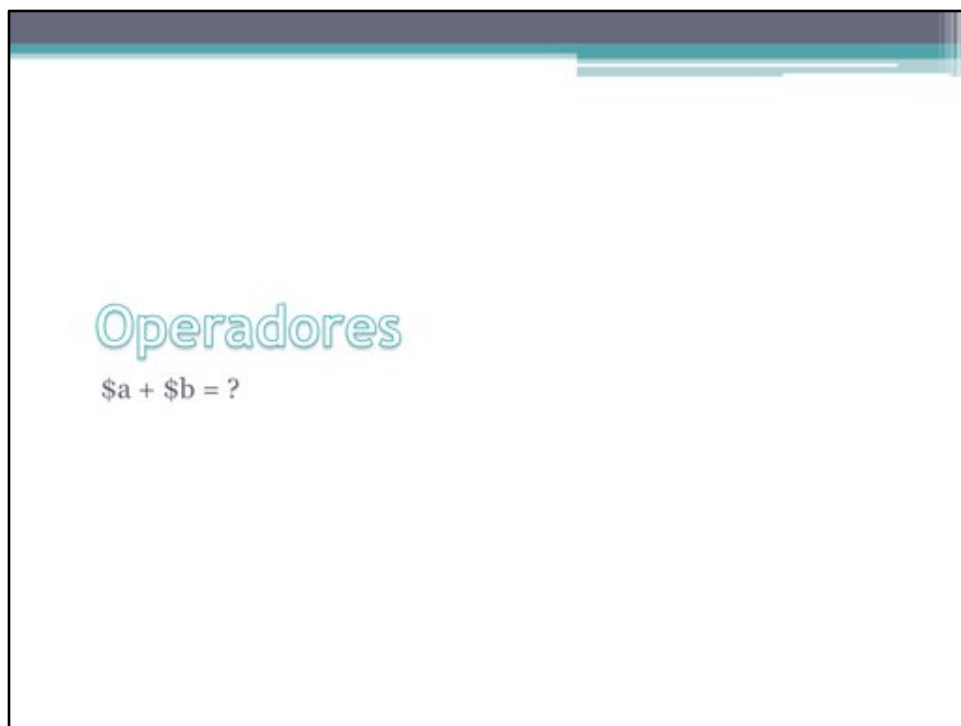 Operadores
$a + $b = ?